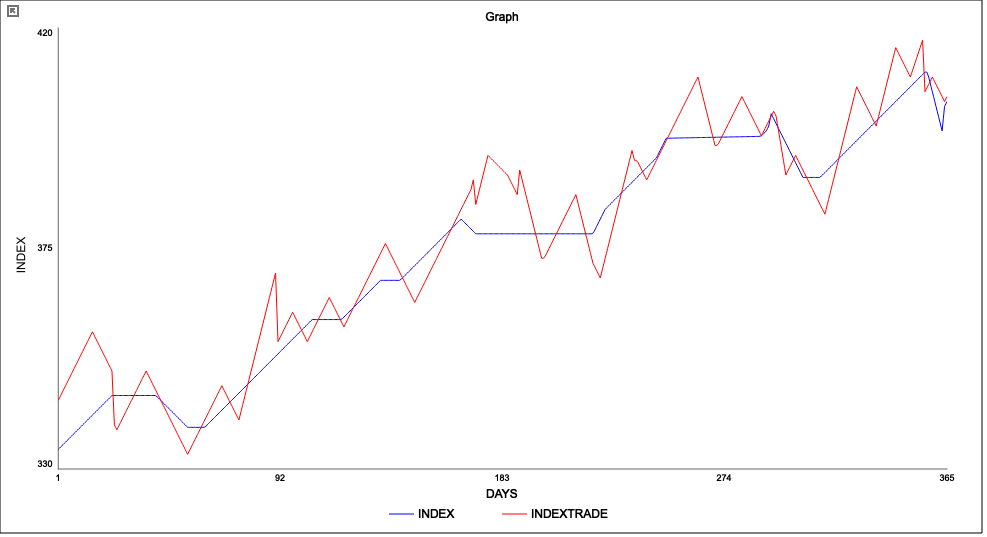 Graph
420
INDEX
375
330
1 92 183 274 365
DAYS
INDEX INDEXTRADE